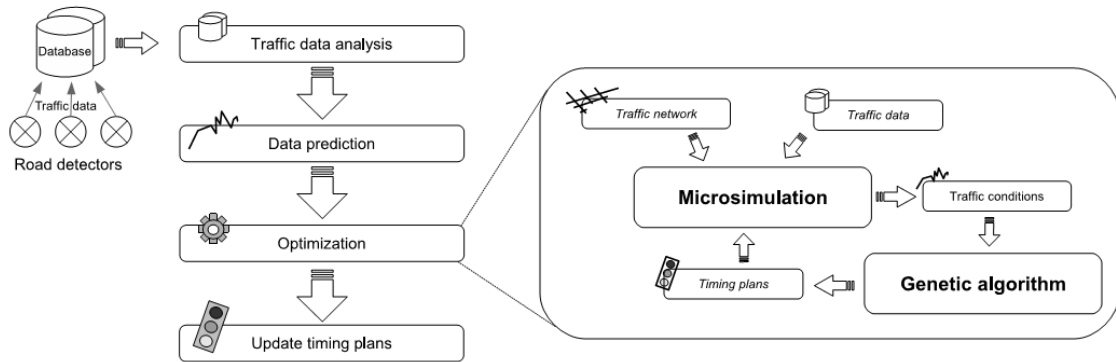 Database
Traffic data
Road detectors
Traffic data analysis
Data prediction
Optimization
Update timing plans
Traffic network
Traffic data
Microsimulation
Traffic conditions
Timing plans
Genetic algorithm